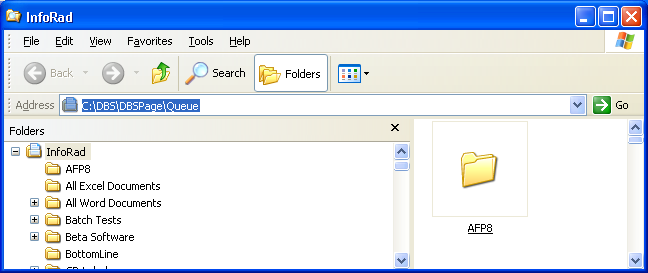 InfoRad
File Edit View Favorites Tools Help
Back Search Folders
Address C:\DBS\DBSPage\Queue Go
Folders
InfoRad
AFP8
All Excel Documents
All Word Documents
Batch Tests
Beta Software
BottomLine
AFP8